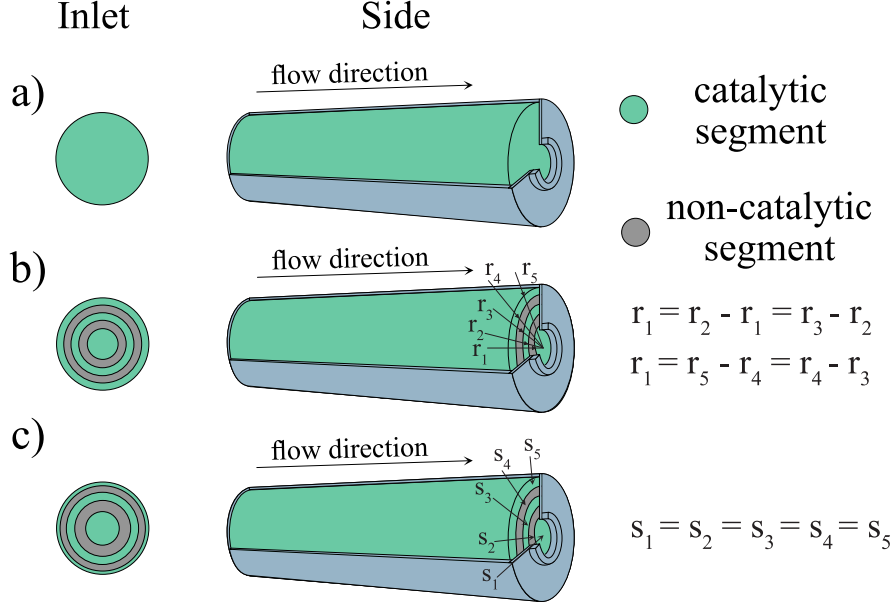 Inlet
Side
a)
flow direction
catalytic
segment
non-catalytic
segment
b)
flow direction
r4
r5
r3
r2
r1
r1 = r2 - r1 = r3 - r2
r1 = r5 - r4 = r4 - r3
c)
flow direction
s4
s5
s3
s2
s1
s1 = s2 = s3 = s4 = s5